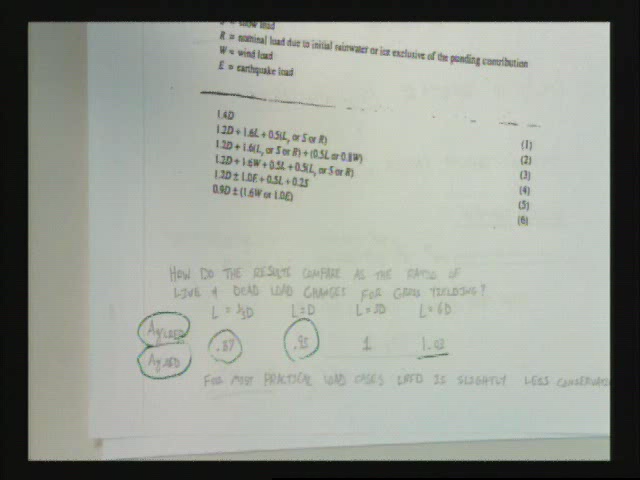 S = snow load
R = nominal load due to initial rainwater or ice exclusive of the ponding contribution
W = wind load
E = earthquake load
1.4D (1)
1.2D + 1.6L + 0.5(Lr or S or R) (2)
1.2D + 1.6(Lr or S or R) + (0.5L or 0.8W) (3)
1.2D + 1.6W + 0.5L + 0.5(Lr or S or R) (4)
1.2D ± 1.0E + 0.5L + 0.2S (5)
0.9D ± (1.6W or 1.0E) (6)
HOW DO THE RESULTS COMPARE AS THE RATIO OF
LIVE & DEAD LOAD CHANGES FOR GROSS YIELDING?
L = D L = 3D L = 6D
Ag LRFD
Ag ASD .87 .95 1 1.03
FOR MOST PRACTICAL LOAD CASES LRFD IS SLIGHTLY LESS